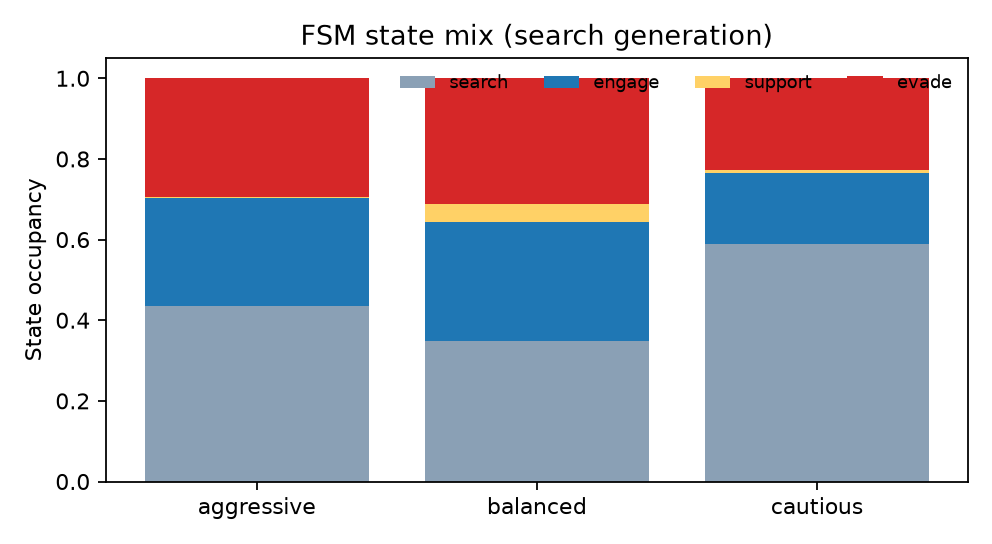 FSM state mix (search generation)
search engage support evade
State occupancy
1.0
0.8
0.6
0.4
0.2
0.0
aggressive balanced cautious